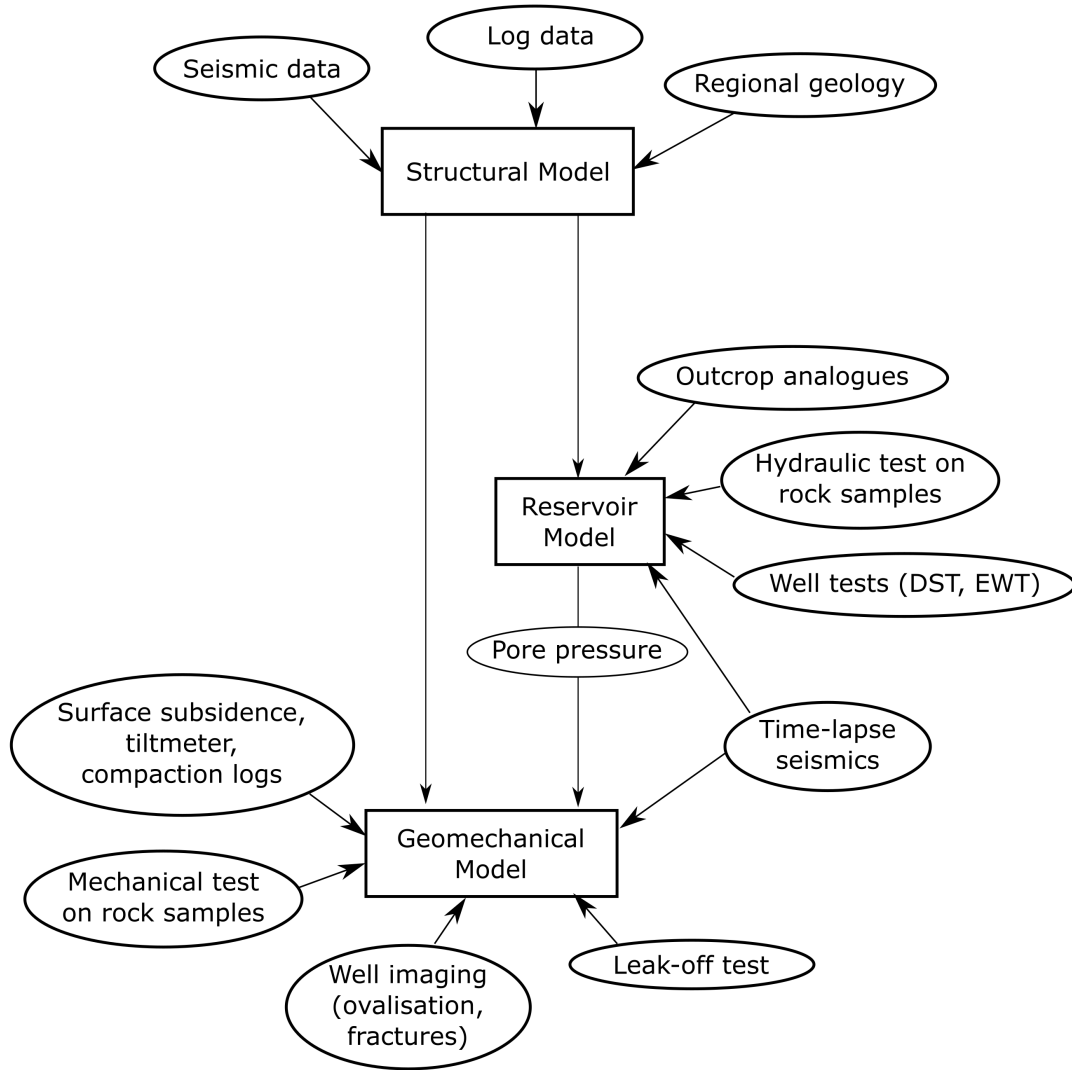 Log data
Seismic data
Regional geology
Structural Model
Outcrop analogues
Hydraulic test on
rock samples
Reservoir
Model
Well tests (DST, EWT)
Pore pressure
Surface subsidence,
tiltmeter,
compaction logs
Time-lapse
seismics
Geomechanical
Model
Mechanical test
on rock samples
Well imaging
(ovalisation,
fractures)
Leak-off test